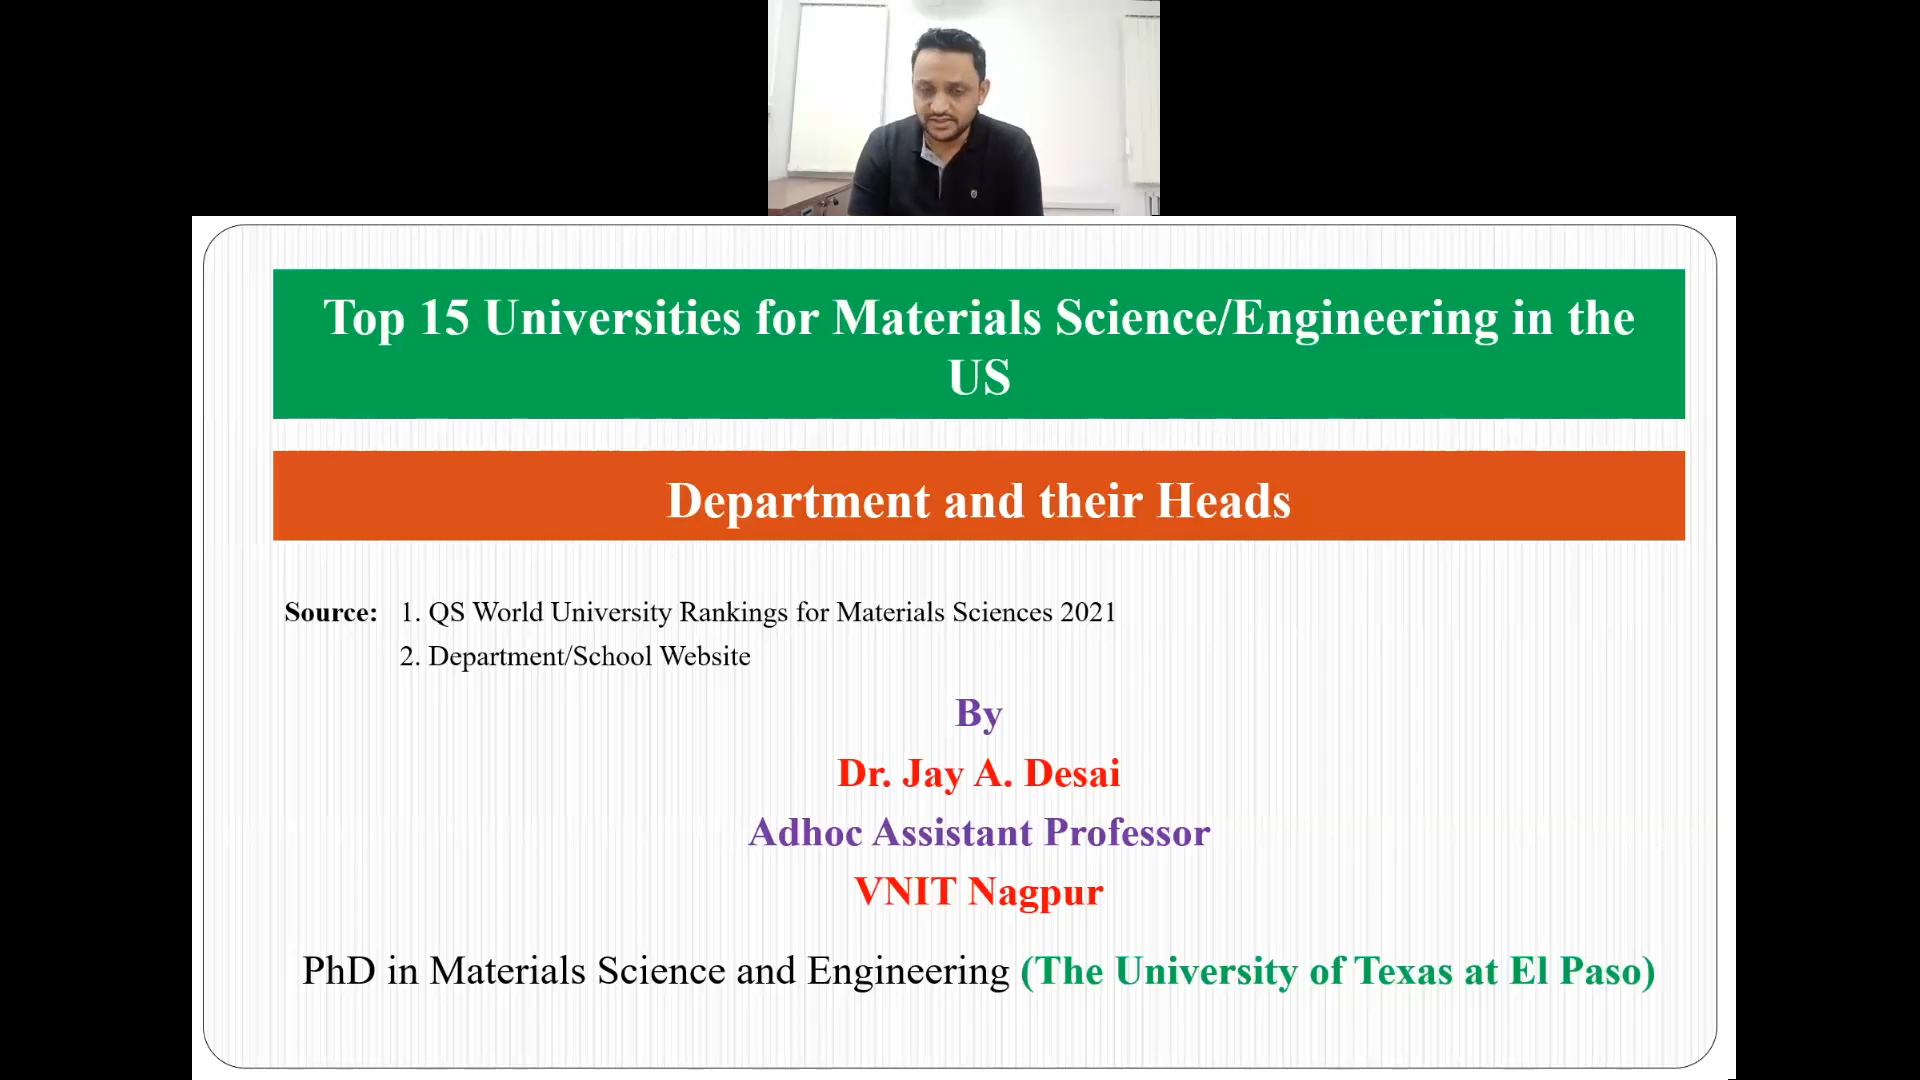 Top 15 Universities for Materials Science/Engineering in the
US
Department and their Heads
Source: 1. QS World University Rankings for Materials Sciences 2021
2. Department/School Website
By
Dr. Jay A. Desai
Adhoc Assistant Professor
VNIT Nagpur
PhD in Materials Science and Engineering (The University of Texas at El Paso)